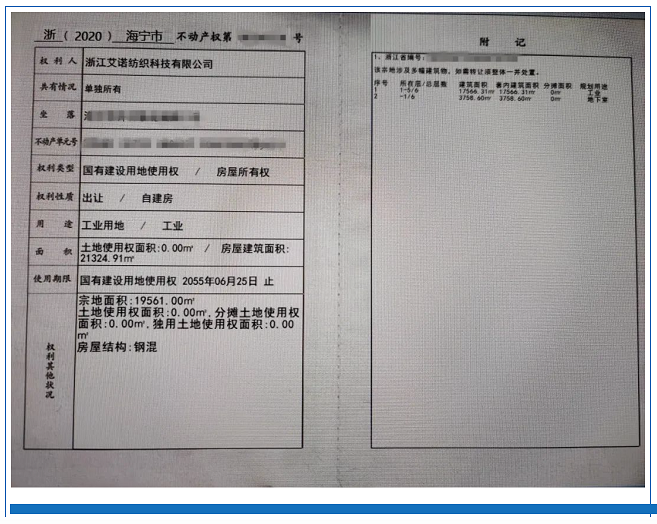 浙（2020）海宁市 不动产权第 号
权利人 浙江艾诺纺织科技有限公司
共有情况 单独所有
坐 落
不动产单元号
权利类型 国有建设用地使用权 / 房屋所有权
权利性质 出让 / 自建房
用 途 工业用地 / 工业
面 积 土地使用权面积:0.00㎡ / 房屋建筑面积:
21324.91㎡
使用期限 国有建设用地使用权 2055年06月25日 止
权利其他状况
宗地面积:19561.00㎡
土地使用权面积:0.00㎡,分摊土地使用权
面积:0.00㎡,独用土地使用权面积:0.00
㎡
房屋结构:钢混
附 记
1、浙江省编号:
该宗地涉及多幢建筑物，如需转让须整体一并处置。
序号 所在层/总层数 建筑面积 套内建筑面积 分摊面积 规划用途
1 1-5/6 17566.31㎡ 17566.31㎡ 0㎡ 工业
2 -1/6 3758.60㎡ 3758.60㎡ 0㎡ 地下室